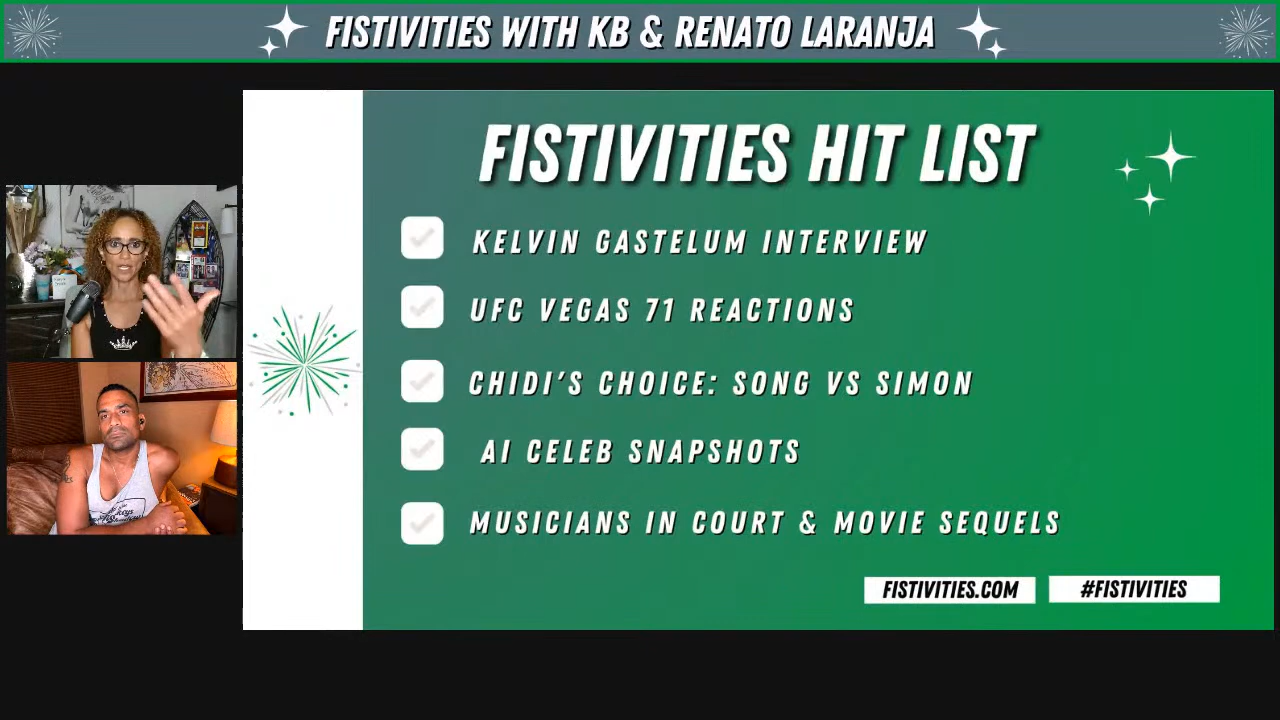 FISTIVITIES WITH KB & RENATO LARANJA
FISTIVITIES HIT LIST
KELVIN GASTELUM INTERVIEW
UFC VEGAS 71 REACTIONS
CHIDI'S CHOICE: SONG VS SIMON
AI CELEB SNAPSHOTS
MUSICIANS IN COURT & MOVIE SEQUELS
FISTIVITIES.COM
#FISTIVITIES